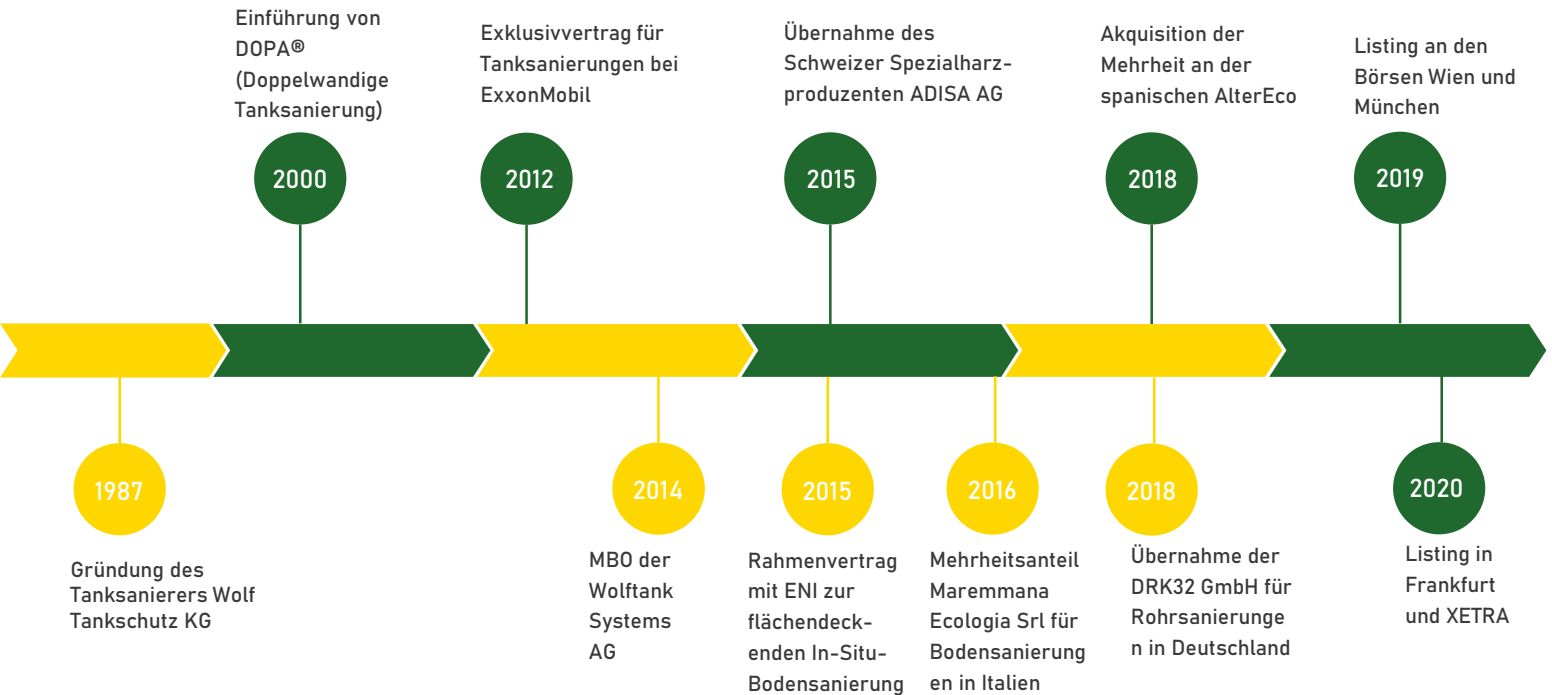 Einführung von
DOPA®
(Doppelwandige
Tanksanierung)
2000
Exklusivvertrag für
Tanksanierungen bei
ExxonMobil
2012
Übernahme des
Schweizer Spezialharz-
produzenten ADISA AG
2015
Akquisition der
Mehrheit an der
spanischen AlterEco
2018
Listing an den
Börsen Wien und
München
2019
1987
Gründung des
Tanksanierers Wolf
Tankschutz KG
2014
MBO der
Wolftank
Systems
AG
2015
Rahmenvertrag
mit ENI zur
flächendeck-
enden In-Situ-
Bodensanierung
2016
Mehrheitsanteil
Maremmana
Ecologia Srl für
Bodensanierung
en in Italien
2018
Übernahme der
DRK32 GmbH für
Rohrsanierunge
n in Deutschland
2020
Listing in
Frankfurt
und XETRA